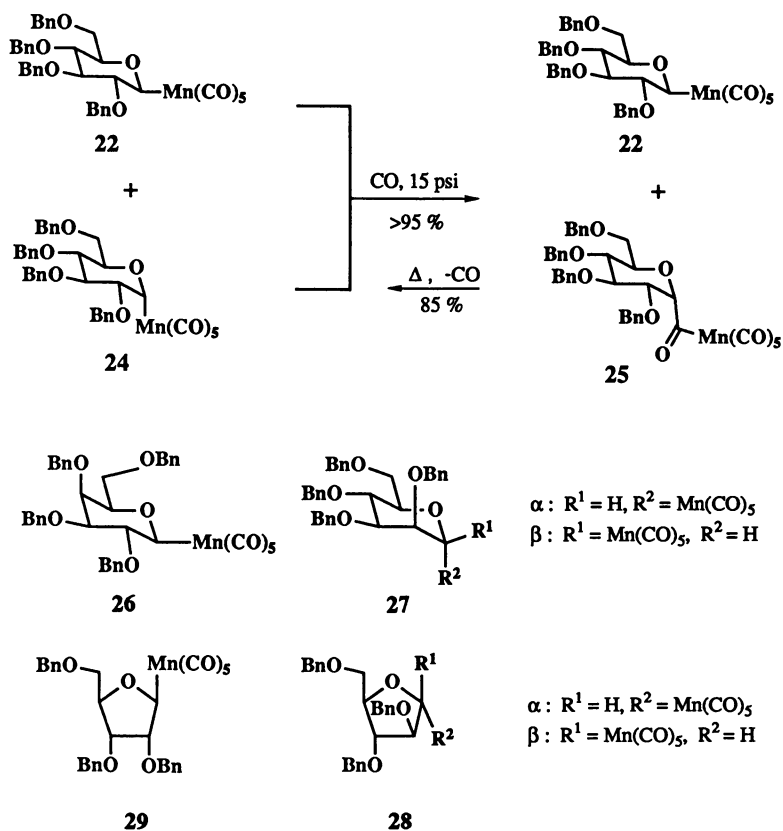 BnO
BnO
BnO
O
BnO
Mn(CO)5
22
+
BnO
BnO
BnO
O
BnO
Mn(CO)5
24
CO, 15 psi
>95 %
Δ , -CO
85 %
BnO
BnO
BnO
O
BnO
Mn(CO)5
22
+
BnO
BnO
BnO
O
BnO
Mn(CO)5
O
25
BnO
OBn
O
BnO
Mn(CO)5
BnO
26
BnO
OBn
BnO
O
BnO
R1
R2
27
α : R1 = H, R2 = Mn(CO)5
β : R1 = Mn(CO)5, R2 = H
BnO
Mn(CO)5
O
BnO
OBn
29
BnO
R1
O
BnO
R2
BnO
28
α : R1 = H, R2 = Mn(CO)5
β : R1 = Mn(CO)5, R2 = H